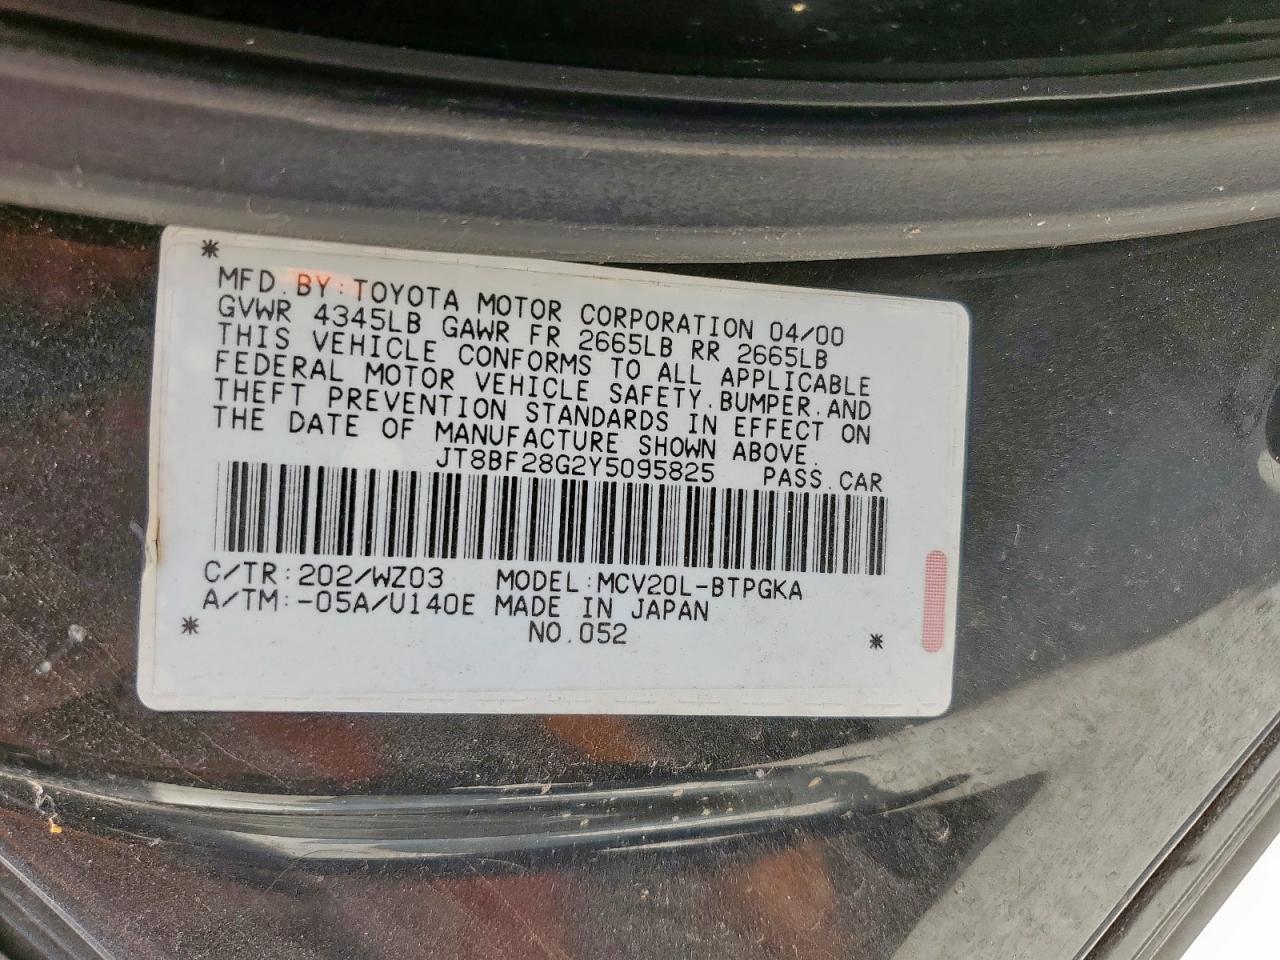 *
MFD.BY:TOYOTA MOTOR CORPORATION 04/00
GVWR 4345LB GAWR FR 2665LB RR 2665LB
THIS VEHICLE CONFORMS TO ALL APPLICABLE
FEDERAL MOTOR VEHICLE SAFETY.BUMPER.AND
THEFT PREVENTION STANDARDS IN EFFECT ON
THE DATE OF MANUFACTURE SHOWN ABOVE.
JT8BF28G2Y5095825 PASS.CAR
C/TR:202/WZ03 MODEL:MCV20L-BTPGKA
A/TM:-05A/U140E MADE IN JAPAN
* NO.052 *